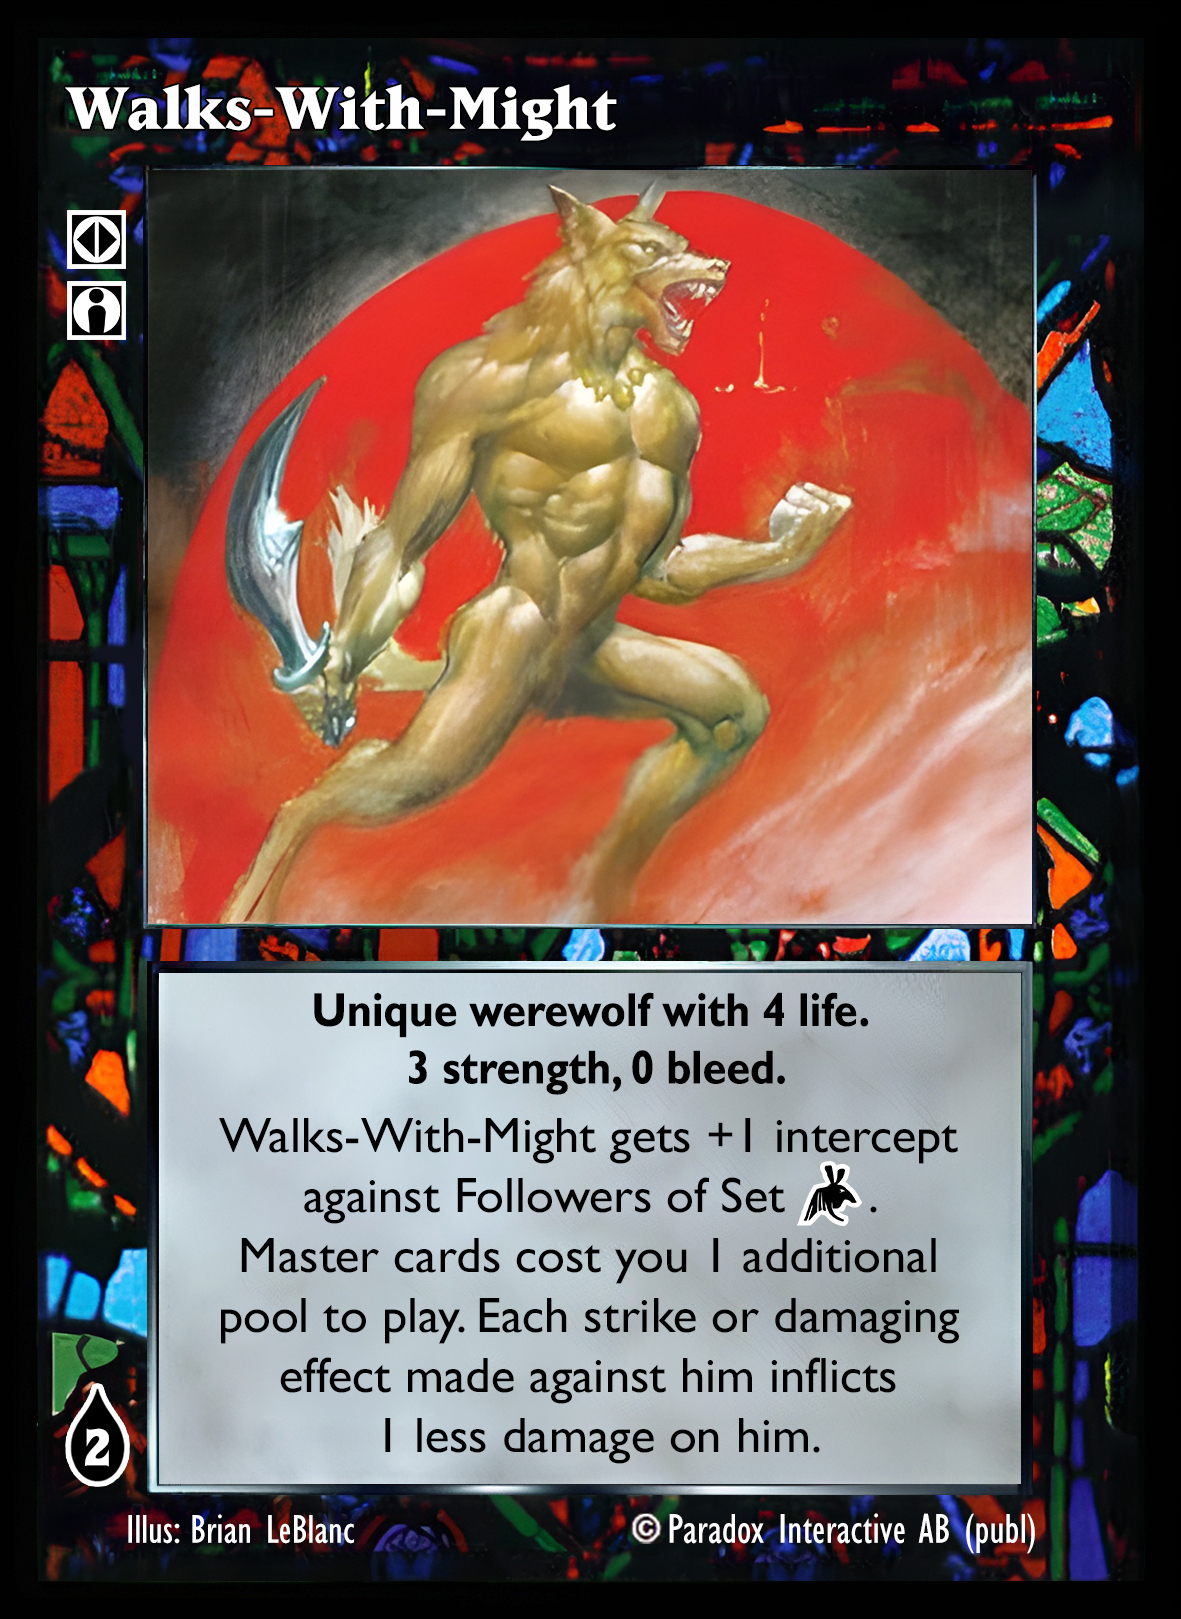 Walks-With-Might
Unique werewolf with 4 life.
3 strength, 0 bleed.
Walks-With-Might gets +1 intercept
against Followers of Set .
Master cards cost you 1 additional
pool to play. Each strike or damaging
effect made against him inflicts
1 less damage on him.
2
Illus: Brian LeBlanc
© Paradox Interactive AB (publ)